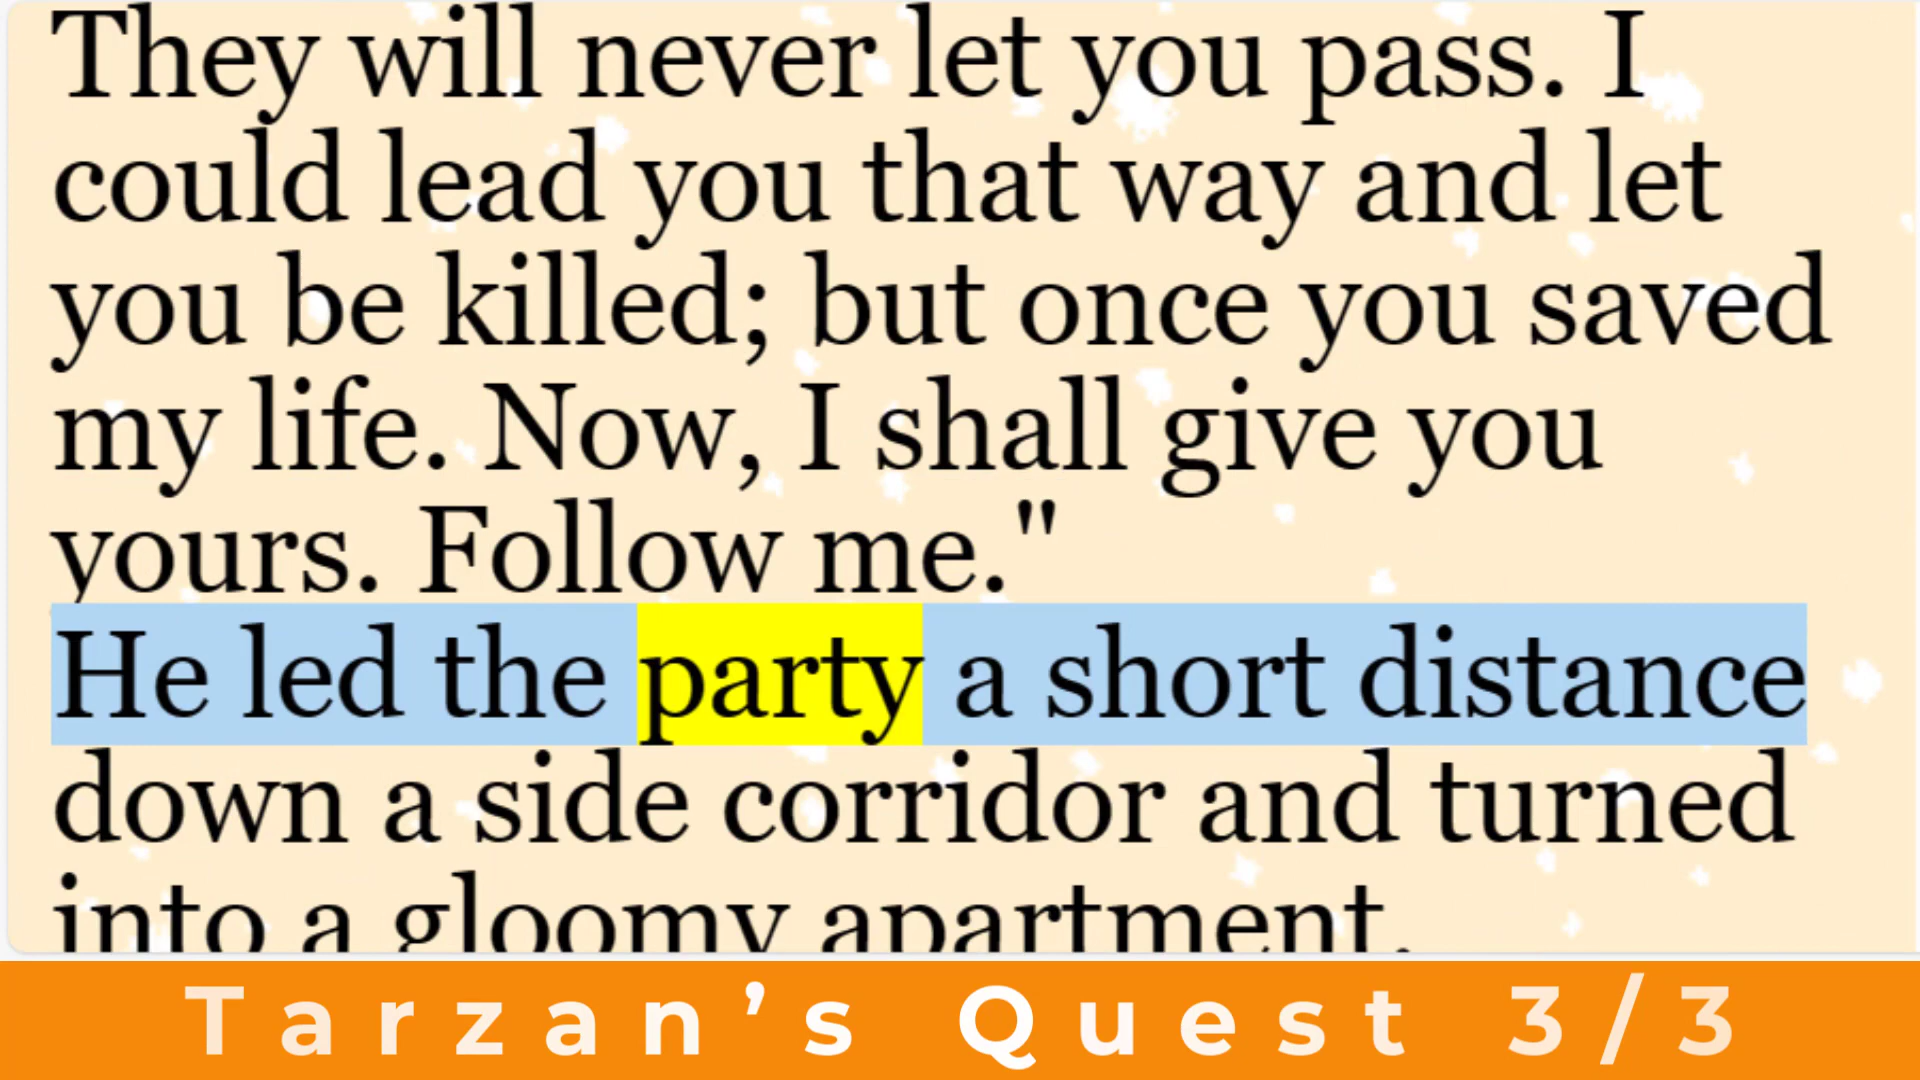 They will never let you pass. I
could lead you that way and let
you be killed; but once you saved
my life. Now, I shall give you
yours. Follow me."
He led the party a short distance
down a side corridor and turned
into a gloomy apartment.
Tarzan’s Quest 3/3